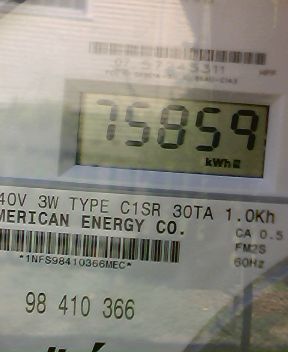 75859
kWh
40V 3W TYPE C1SR 30TA 1.0Kh
MERICAN ENERGY CO.
CA 0.5
FM2S
*1NFS98410366MEC*
60Hz
98 410 366